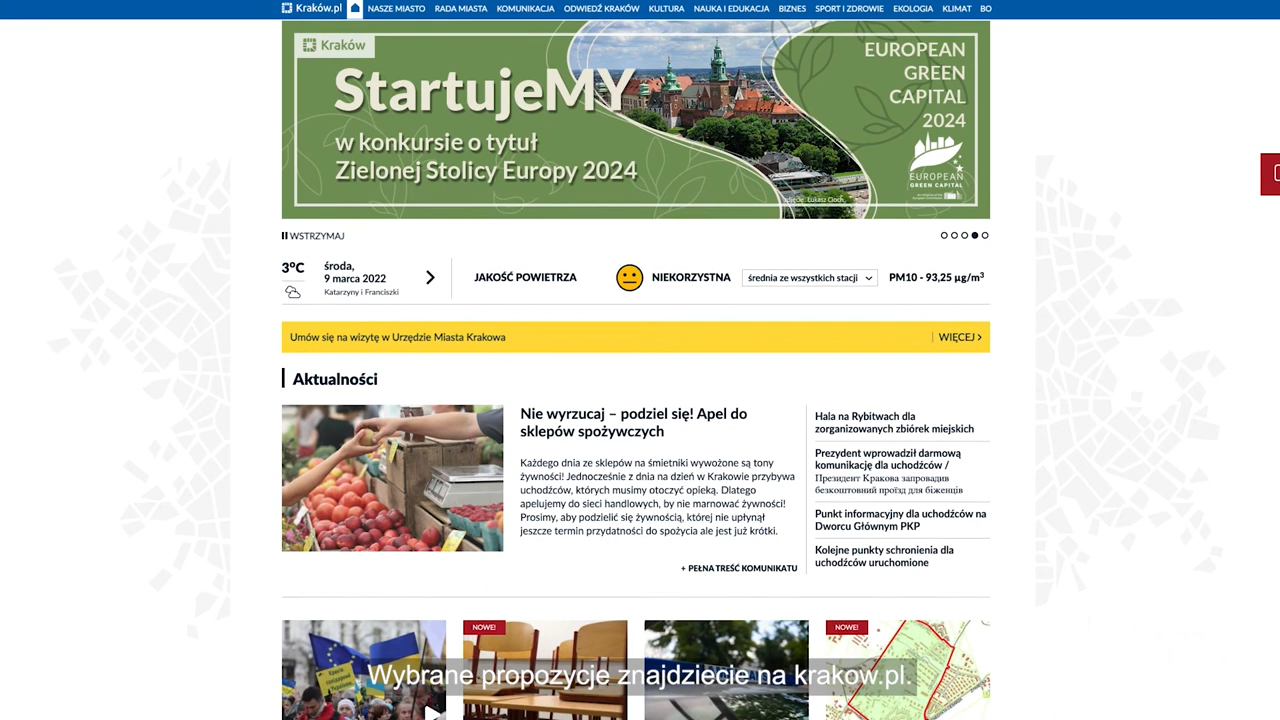 Kraków.pl NASZE MIASTO RADA MIASTA KOMUNIKACJA ODWIEDŹ KRAKÓW KULTURA NAUKA I EDUKACJA BIZNES SPORT I ZDROWIE EKOLOGIA KLIMAT BO
Kraków
StartujeMY
w konkursie o tytuł
Zielonej Stolicy Europy 2024
EUROPEAN
GREEN
CAPITAL
2024
EUROPEAN
GREEN CAPITAL
zdjęcie: Łukasz Cioch
WSTRZYMAJ
3°C
środa,
9 marca 2022
Katarzyny i Franciszki
JAKOŚĆ POWIETRZA
NIEKORZYSTNA
średnia ze wszystkich stacji
PM10 - 93,25 µg/m³
Umów się na wizytę w Urzędzie Miasta Krakowa
WIĘCEJ
Aktualności
Nie wyrzucaj – podziel się! Apel do
sklepów spożywczych
Każdego dnia ze sklepów na śmietniki wywożone są tony
żywności! Jednocześnie z dnia na dzień w Krakowie przybywa
uchodźców, których musimy otoczyć opieką. Dlatego
apelujemy do sieci handlowych, by nie marnować żywności!
Prosimy, aby podzielić się żywnością, której nie upłynął
jeszcze termin przydatności do spożycia ale jest już krótki.
+ PEŁNA TREŚĆ KOMUNIKATU
Hala na Rybitwach dla
zorganizowanych zbiórek miejskich
Prezydent wprowadził darmową
komunikację dla uchodźców /
Президент Кракова запровадив
безкоштовний проїзд для біженців
Punkt informacyjny dla uchodźców na
Dworcu Głównym PKP
Kolejne punkty schronienia dla
uchodźców uruchomione
NOWE!
NOWE!
Wybrane propozycje znajdziecie na krakow.pl.